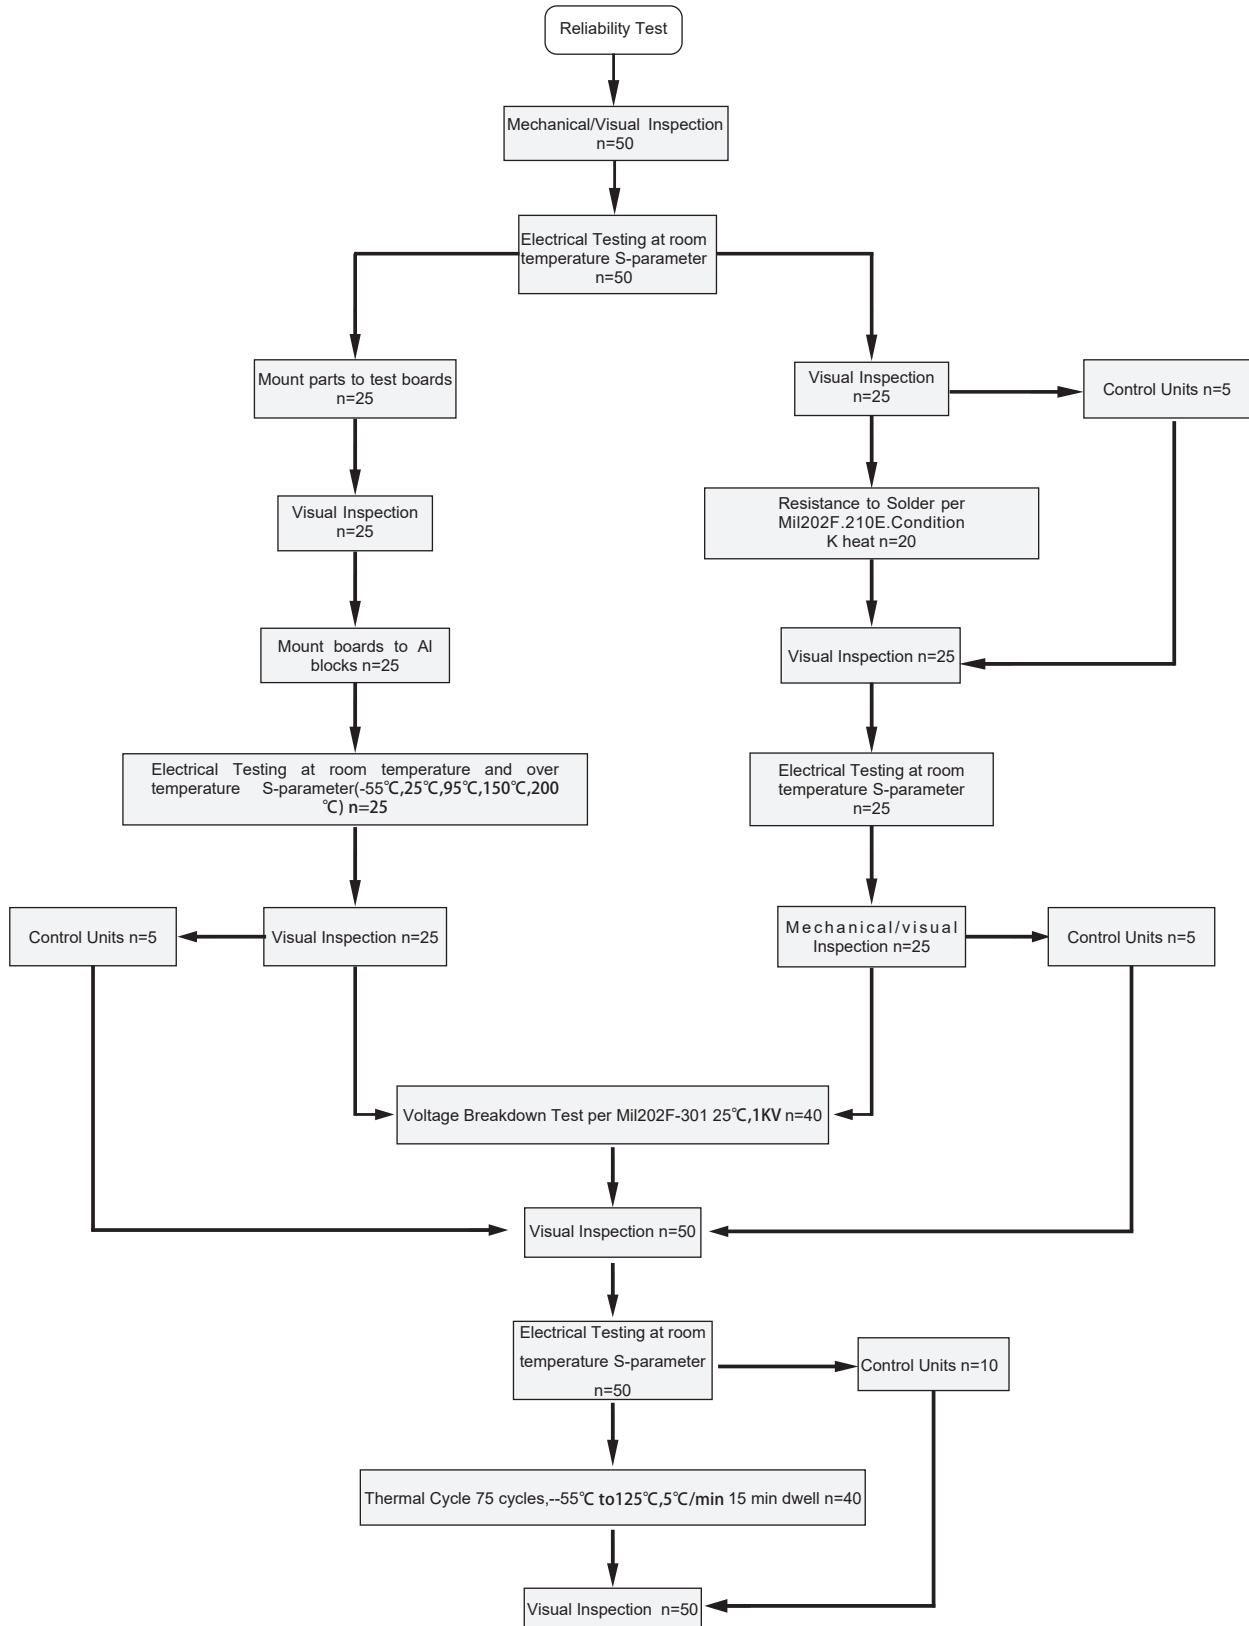 Reliability Test
Mechanical/Visual Inspection
n=50
Electrical Testing at room
temperature S-parameter
n=50
Mount parts to test boards
n=25
Visual Inspection
n=25
Control Units n=5
Visual Inspection
n=25
Resistance to Solder per
Mil202F.210E.Condition
K heat n=20
Mount boards to Al
blocks n=25
Visual Inspection n=25
Electrical Testing at room temperature and over
temperature S-parameter(-55℃,25℃,95℃,150℃,200
℃) n=25
Electrical Testing at room
temperature S-parameter
n=25
Control Units n=5
Visual Inspection n=25
Mechanical/visual
Inspection n=25
Control Units n=5
Voltage Breakdown Test per Mil202F-301 25℃,1KV n=40
Visual Inspection n=50
Electrical Testing at room
temperature S-parameter
n=50
Control Units n=10
Thermal Cycle 75 cycles,--55℃ to125℃,5℃/min 15 min dwell n=40
Visual Inspection n=50